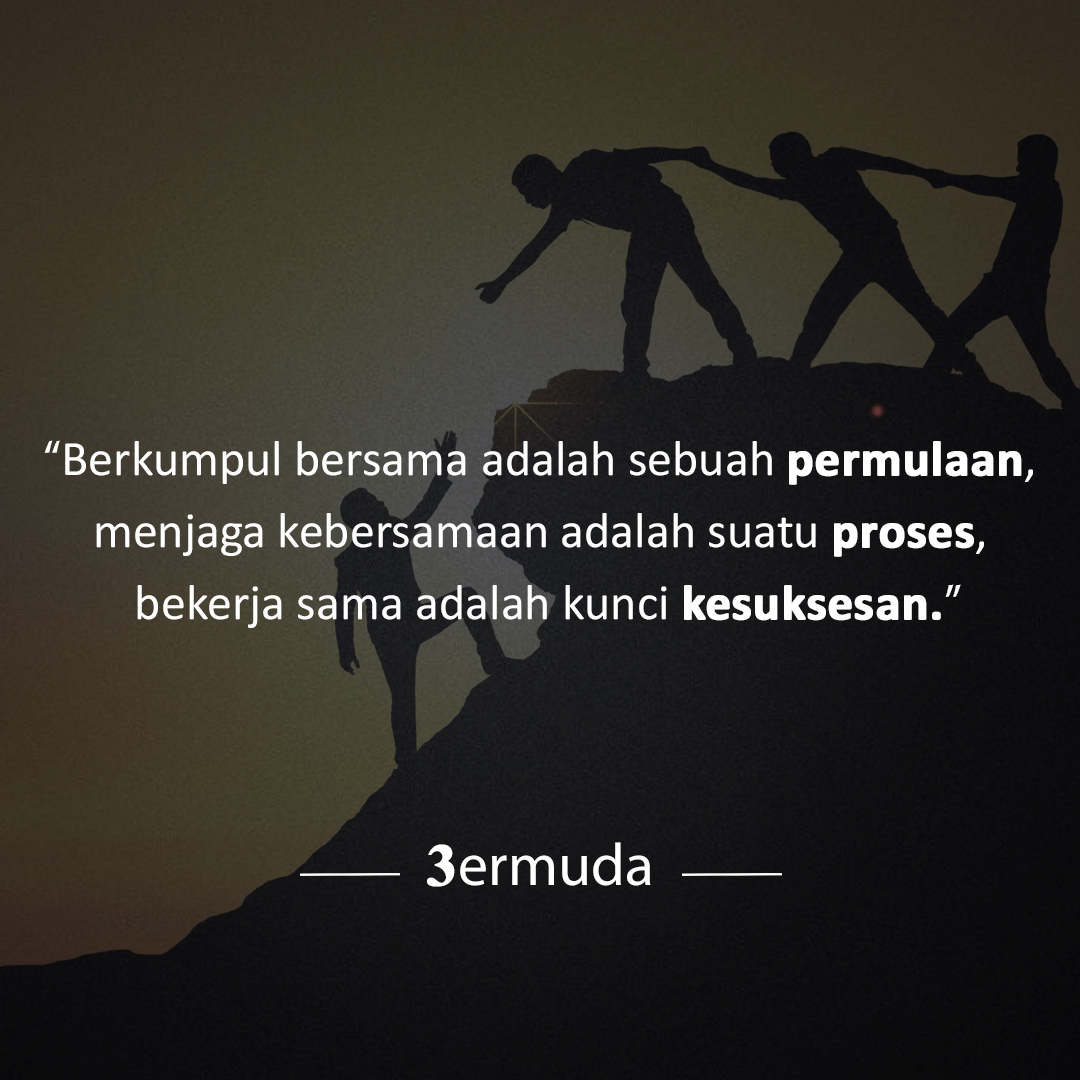 “Berkumpul bersama adalah sebuah permulaan,
menjaga kebersamaan adalah suatu proses,
bekerja sama adalah kunci kesuksesan.”
3ermuda